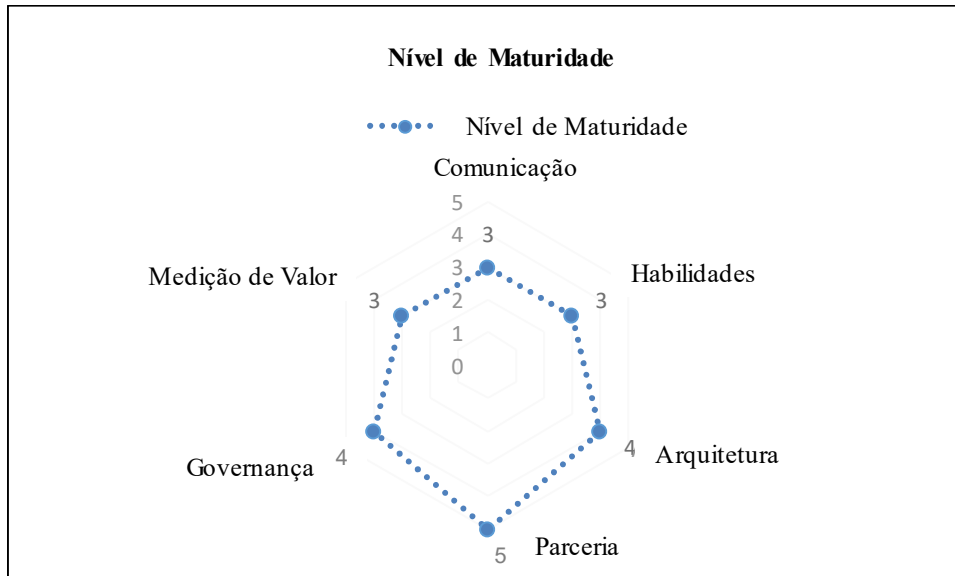 Nível de Maturidade
Nível de Maturidade
Comunicação
5
4 3
3
2
1
0
Medição de Valor
3
Habilidades
3
Governança
4
Arquitetura
4
Parceria
5